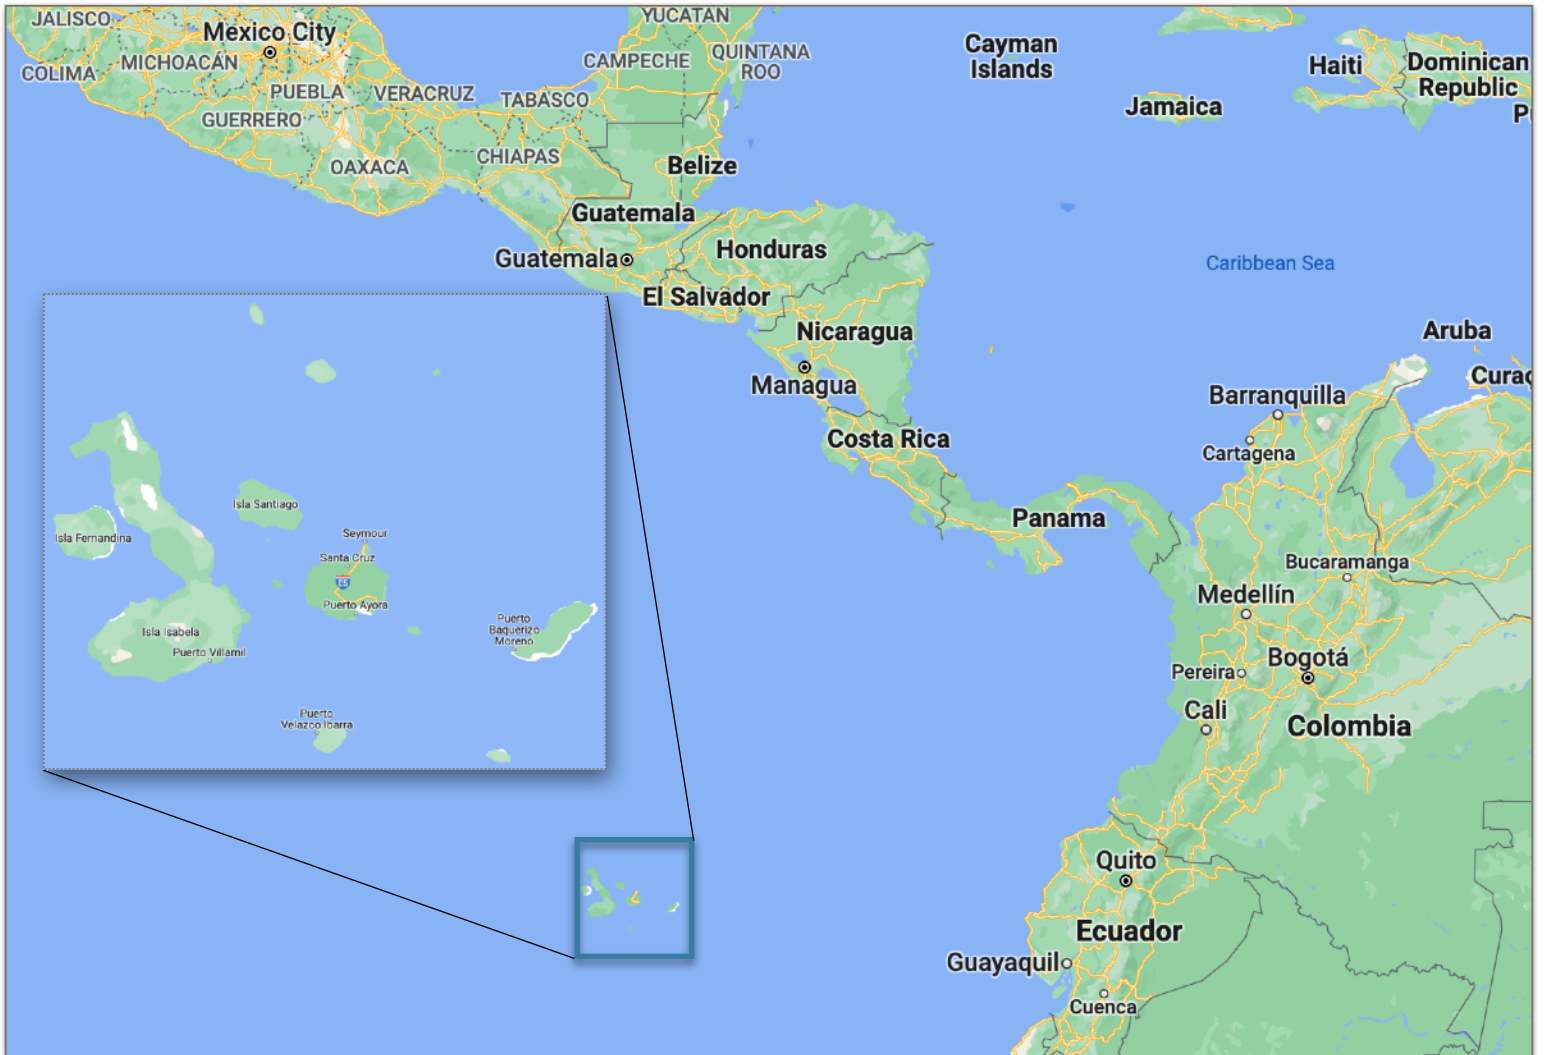 JALISCO
Mexico City
COLIMA
MICHOACÁN
PUEBLA
VERACRUZ
GUERRERO
OAXACA
TABASCO
CHIAPAS
YUCATAN
CAMPECHE
QUINTANA
ROO
Cayman
Islands
Jamaica
Haiti
Dominican
Republic
P
Belize
Guatemala
Guatemala
Honduras
El Salvador
Nicaragua
Managua
Costa Rica
Panama
Caribbean Sea
Aruba
Curaç
Barranquilla
Cartagena
Bucaramanga
Medellín
Bogotá
Pereira
Cali
Colombia
Quito
Ecuador
Guayaquil
Cuenca
Isla Santiago
Isla Fernandina
Seymour
Santa Cruz
Puerto Ayora
Isla Isabela
Puerto Villamil
Puerto
Baquerizo
Moreno
Puerto
Velazco Ibarra